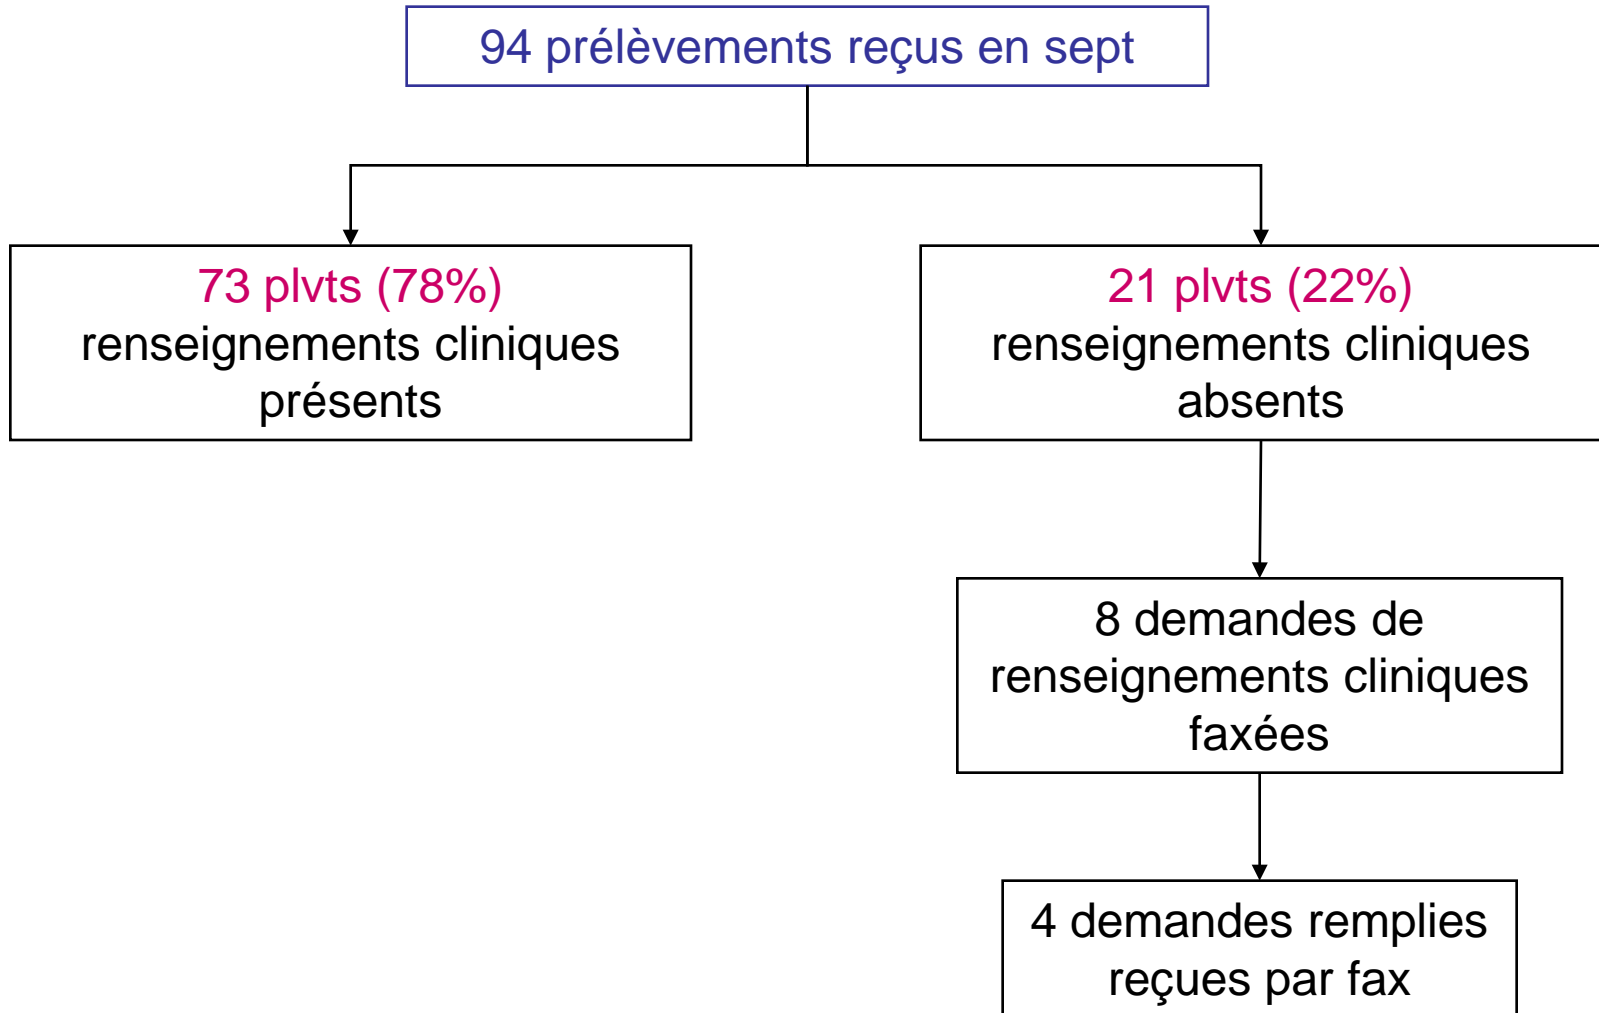 94 prélèvements reçus en sept
73 plvts (78%)
renseignements cliniques
présents
21 plvts (22%)
renseignements cliniques
absents
8 demandes de
renseignements cliniques
faxées
4 demandes remplies
reçues par fax